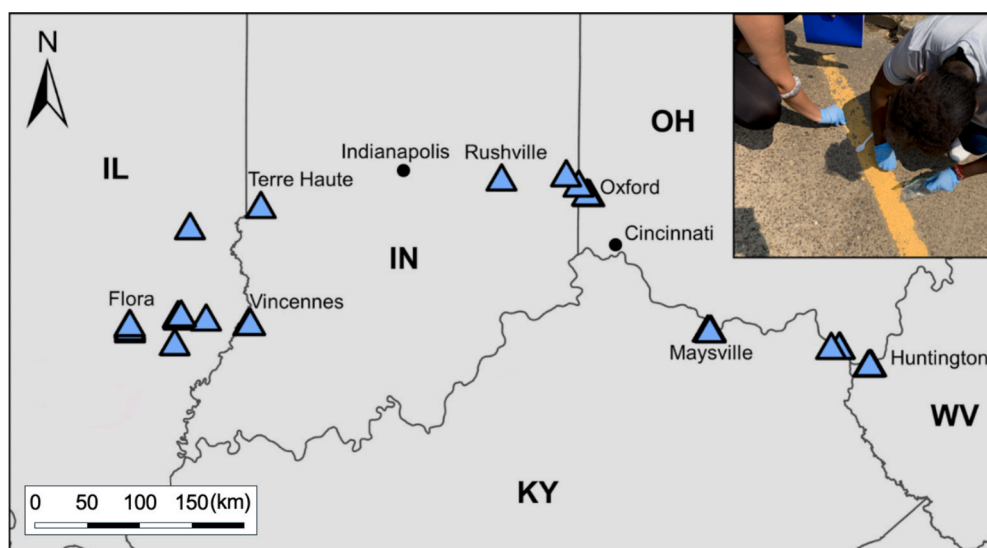 N
IL
Indianapolis
Rushville
OH
Terre Haute
Oxford
IN
Cincinnati
Flora
Vincennes
Maysville
Huntington
WV
KY
0 50 100 150(km)